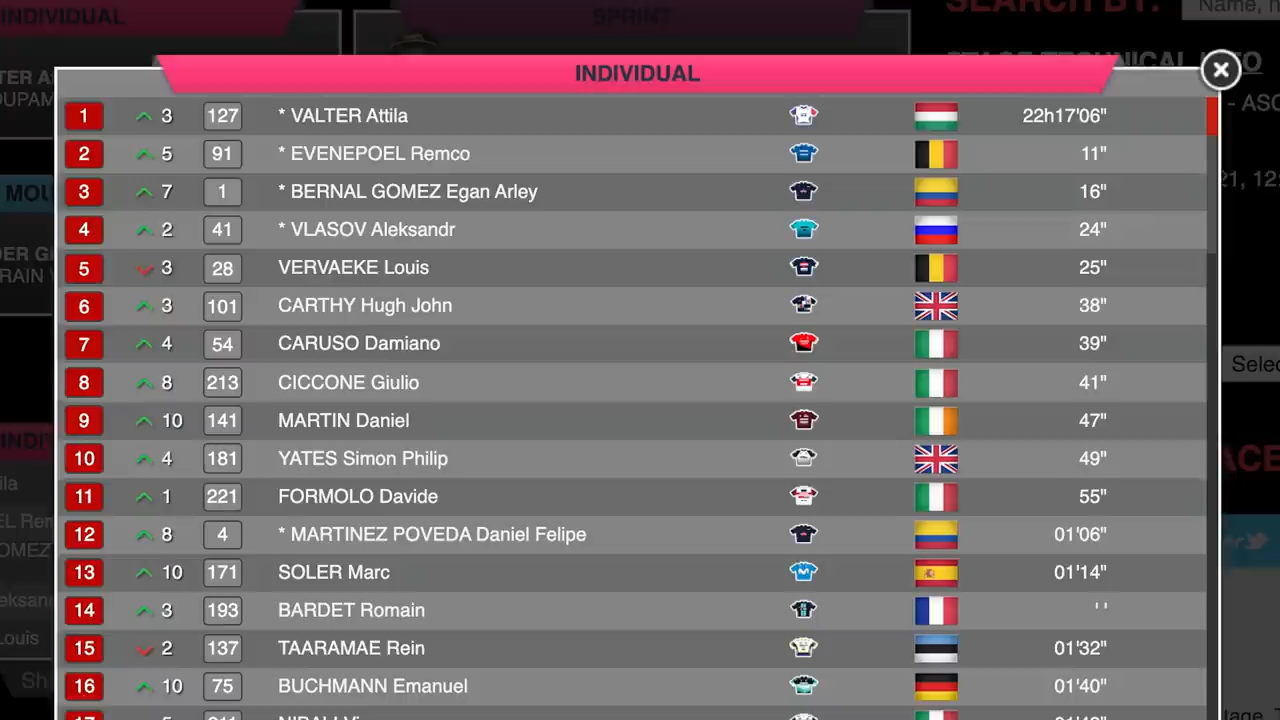 INDIVIDUAL
SPRINT
SEARCH BY:
INDIVIDUAL
1 3 127 * VALTER Attila 22h17'06"
2 5 91 * EVENEPOEL Remco 11"
3 7 1 * BERNAL GOMEZ Egan Arley 16"
4 2 41 * VLASOV Aleksandr 24"
5 3 28 VERVAEKE Louis 25"
6 3 101 CARTHY Hugh John 38"
7 4 54 CARUSO Damiano 39"
8 8 213 CICCONE Giulio 41"
9 10 141 MARTIN Daniel 47"
10 4 181 YATES Simon Philip 49"
11 1 221 FORMOLO Davide 55"
12 8 4 * MARTINEZ POVEDA Daniel Felipe 01'06"
13 10 171 SOLER Marc 01'14"
14 3 193 BARDET Romain ' '
15 2 137 TAARAMAE Rein 01'32"
16 10 75 BUCHMANN Emanuel 01'40"